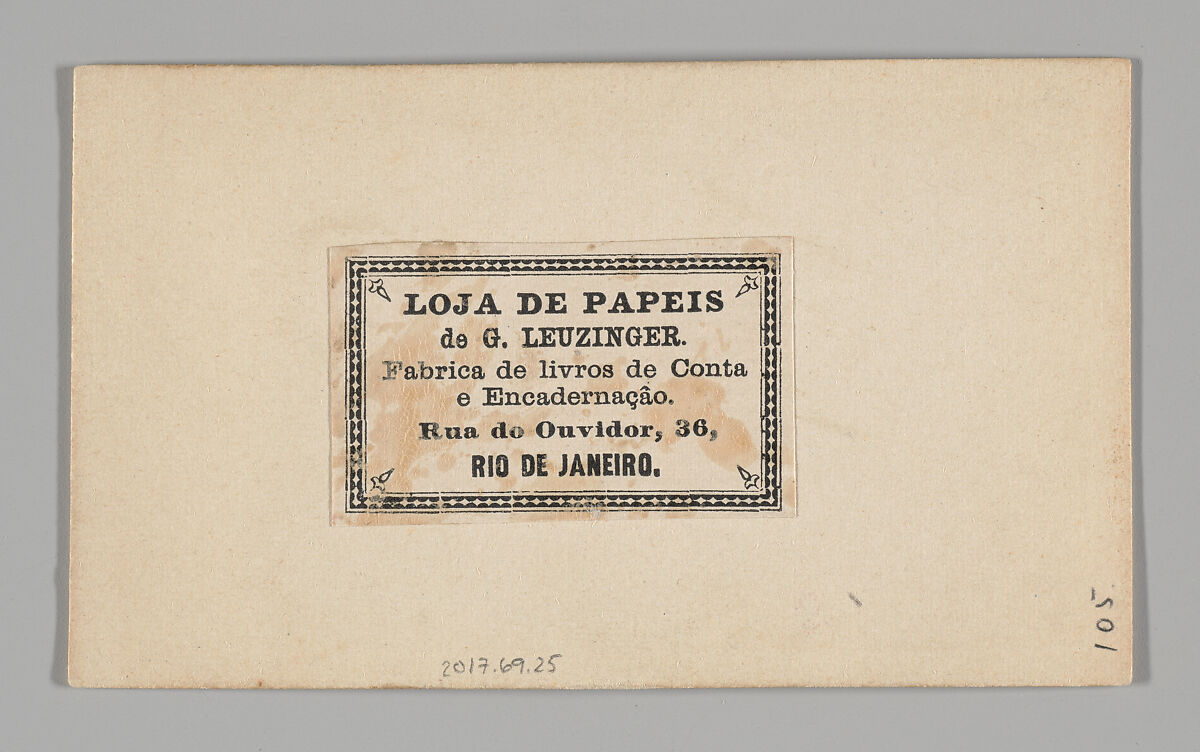 LOJA DE PAPEIS
de G. LEUZINGER.
Fabrica de livros de Conta
e Encadernação.
Rua do Ouvidor, 36,
RIO DE JANEIRO.
2017.69.25
105.